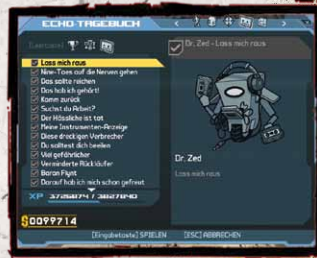 ECHO-TAGEBUCH
Lass mich raus
Nine-Toes auf die Nerven gehen
Das sollte reichen
Das hab ich gehört!
Komm zurück
Suchst du Arbeit?
Der Hässliche ist tot
Meine Instrumenten-Anzeige
Diese dreckigen Verbrecher
Du solltest dich beeilen
Viel gefährlicher
Verminderte Rückläufer
Baron Flynt
Darauf hab ich mich schon gefreut
XP
$0099714
Dr. Zed - Lass mich raus
Dr. Zed
Lass mich raus
[Eingabetaste] SPIELEN [ESC] ABBRECHEN